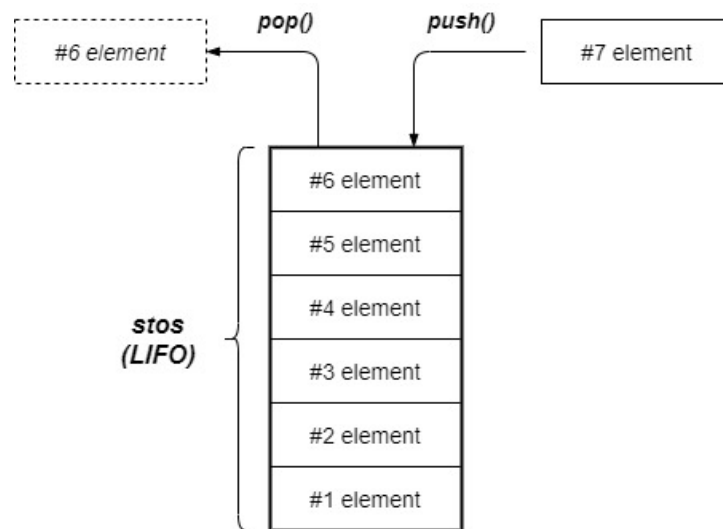 pop()
push()
#6 element
#7 element
#6 element
#5 element
#4 element
stos
(LIFO)
#3 element
#2 element
#1 element